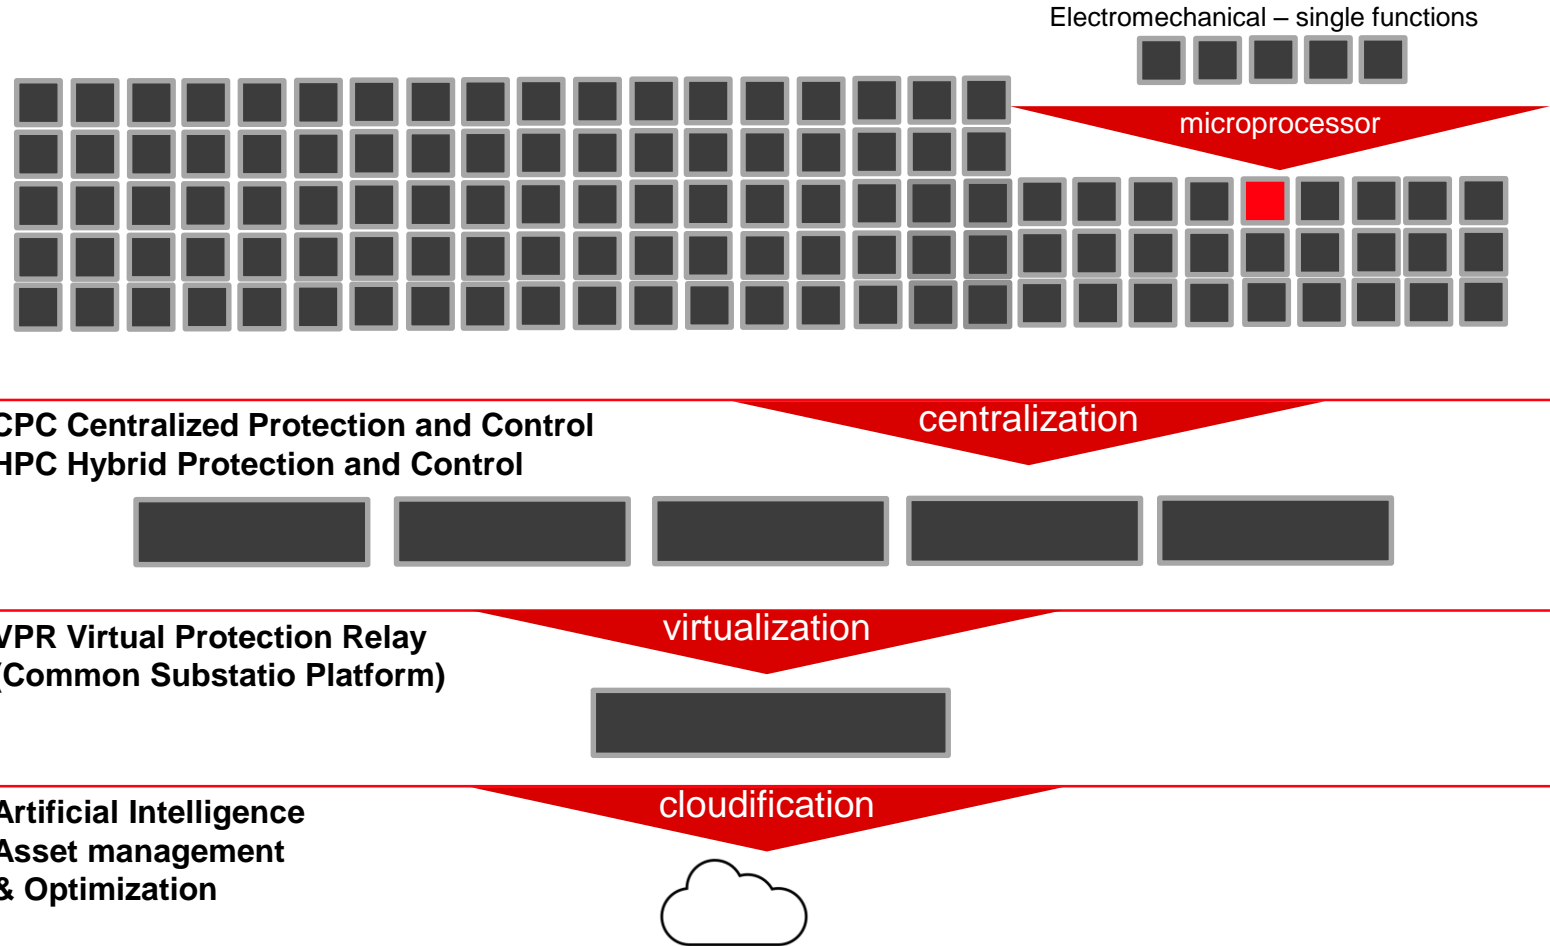 Electromechanical – single functions
microprocessor
centralization
CPC Centralized Protection and Control
HPC Hybrid Protection and Control
virtualization
VPR Virtual Protection Relay
(Common Substatio Platform)
cloudification
Artificial Intelligence
Asset management
& Optimization